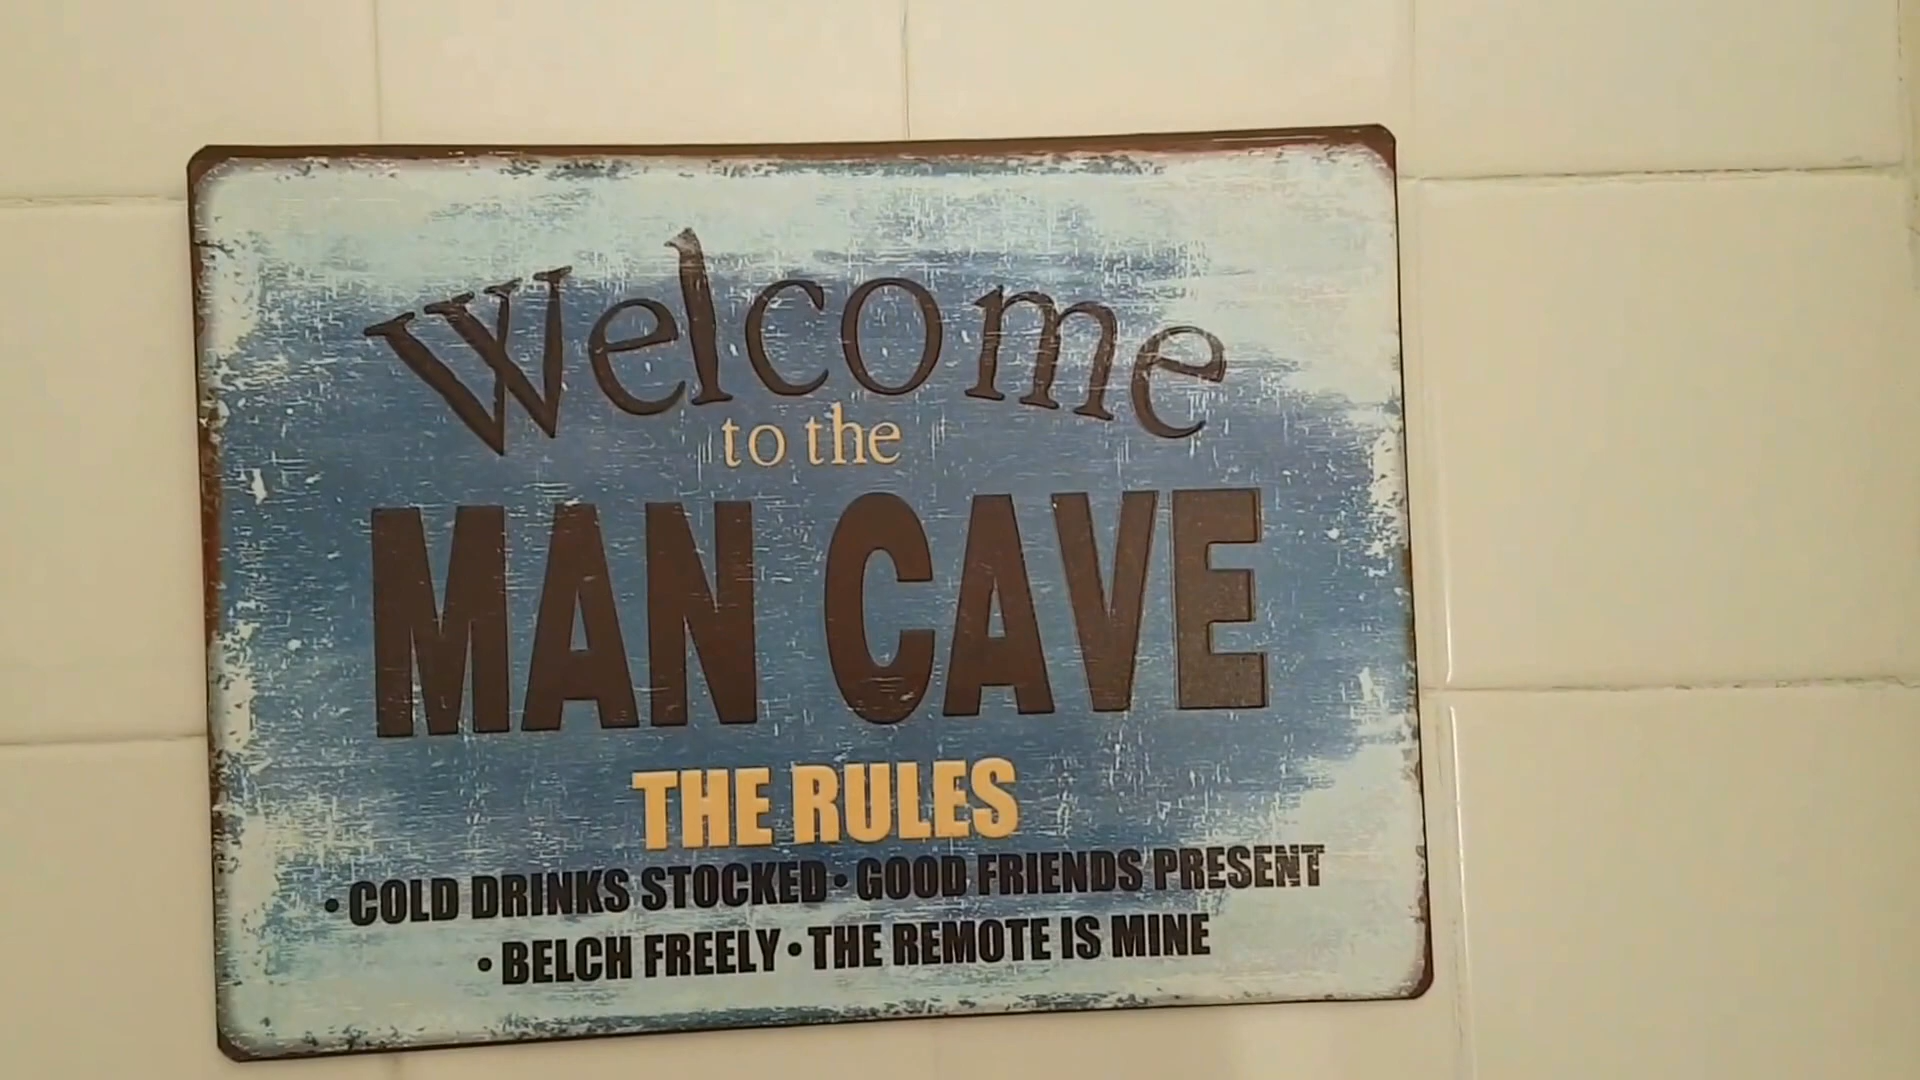 Welcome
to the
MAN CAVE
THE RULES
• COLD DRINKS STOCKED • GOOD FRIENDS PRESENT
• BELCH FREELY • THE REMOTE IS MINE